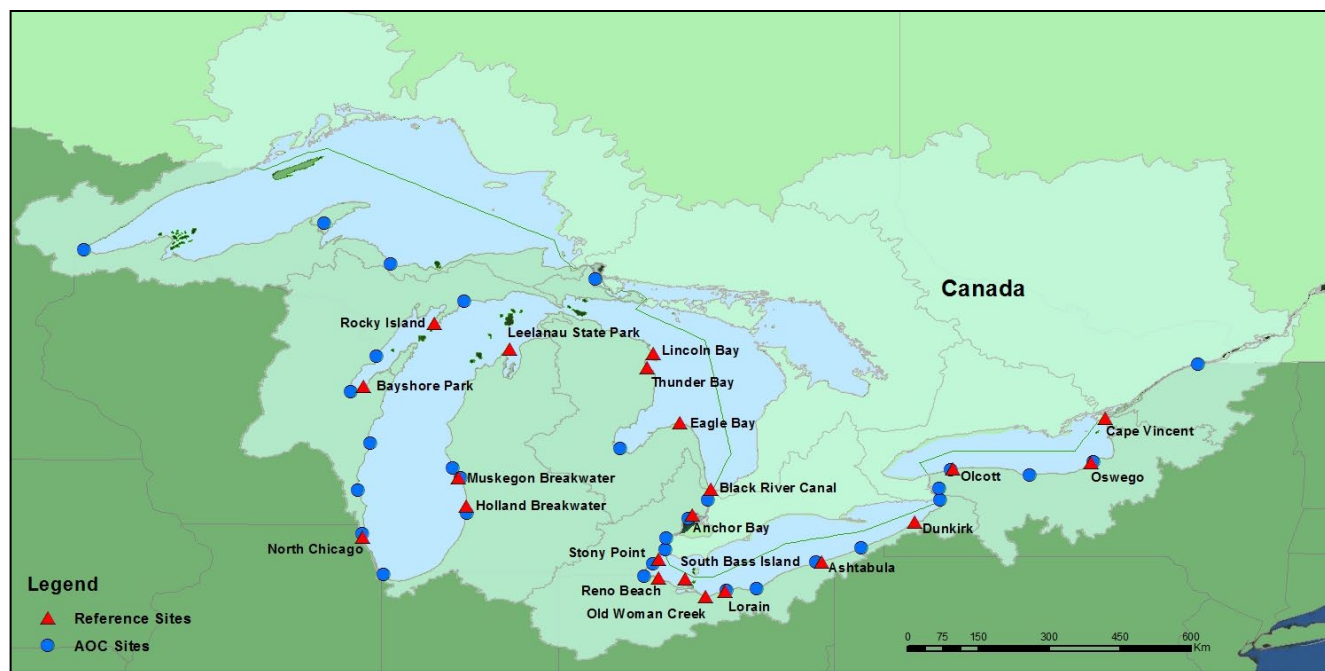 Canada
Rocky Island
Leelanau State Park
Lincoln Bay
Thunder Bay
Bayshore Park
Eagle Bay
Cape Vincent
Muskegon Breakwater
Olcott
Oswego
Black River Canal
Holland Breakwater
Anchor Bay
Dunkirk
North Chicago
Stony Point
South Bass Island
Ashtabula
Reno Beach
Lorain
Old Woman Creek
Legend
Reference Sites
AOC Sites
0 75 150 300 450 600
Km